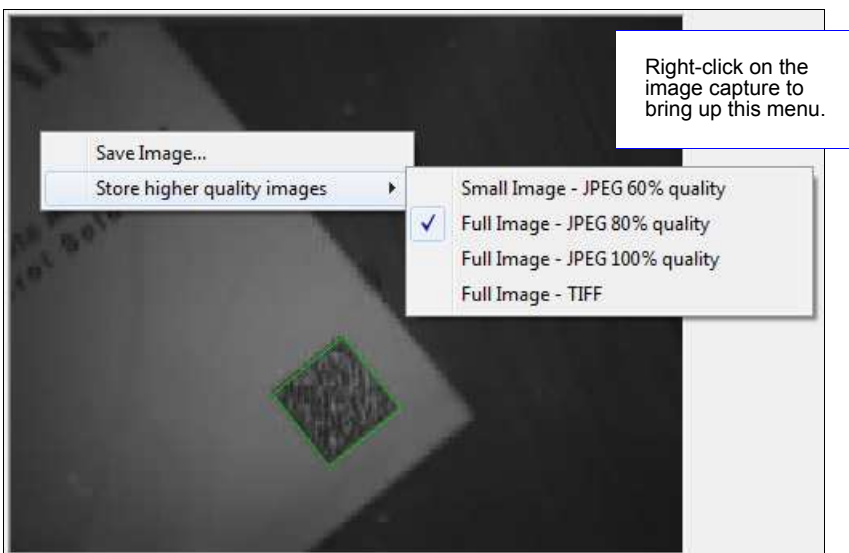 AN.
Right-click on the
image capture to
bring up this menu.
Save Image...
Store higher quality images
Small Image - JPEG 60% quality
Full Image - JPEG 80% quality
Full Image - JPEG 100% quality
Full Image - TIFF